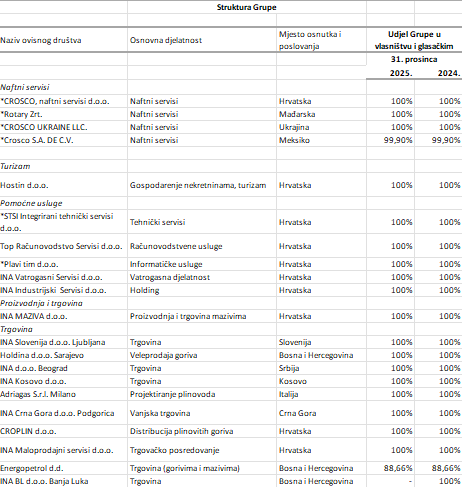 Struktura Grupe
Naziv ovisnog društva Osnovna djelatnost Mjesto osnutka i poslovanja Udjel Grupe u vlasništvu i glasačkim
31. prosinca
2025. 2024.
Naftni servisi
*CROSCO, naftni servisi d.o.o. Naftni servisi Hrvatska 100% 100%
*Rotary Zrt. Naftni servisi Mađarska 100% 100%
*CROSCO UKRAINE LLC. Naftni servisi Ukrajina 100% 100%
*Crosco S.A. DE C.V. Naftni servisi Meksiko 99,90% 99,90%
Turizam
Hostin d.o.o. Gospodarenje nekretninama, turizam Hrvatska 100% 100%
Pomoćne usluge
*STSI Integrirani tehnički servisi d.o.o. Tehnički servisi Hrvatska 100% 100%
Top Računovodstvo Servisi d.o.o. Računovodstvene usluge Hrvatska 100% 100%
*Plavi tim d.o.o. Informatičke usluge Hrvatska 100% 100%
INA Vatrogasni Servisi d.o.o. Vatrogasna djelatnost Hrvatska 100% 100%
INA Industrijski Servisi d.o.o. Holding Hrvatska 100% 100%
Proizvodnja i trgovina
INA MAZIVA d.o.o. Proizvodnja i trgovina mazivima Hrvatska 100% 100%
Trgovina
INA Slovenija d.o.o. Ljubljana Trgovina Slovenija 100% 100%
Holdina d.o.o. Sarajevo Veleprodaja goriva Bosna i Hercegovina 100% 100%
INA d.o.o. Beograd Trgovina Srbija 100% 100%
INA Kosovo d.o.o. Trgovina Kosovo 100% 100%
Adriagas S.r.l. Milano Projektiranje plinovoda Italija 100% 100%
INA Crna Gora d.o.o. Podgorica Vanjska trgovina Crna Gora 100% 100%
CROPLIN d.o.o. Distribucija plinovitih goriva Hrvatska 100% 100%
INA Maloprodajni servisi d.o.o. Trgovačko posredovanje Hrvatska 100% 100%
Energopetrol d.d. Trgovina (gorivima i mazivima) Bosna i Hercegovina 88,66% 88,66%
INA BL d.o.o. Banja Luka Trgovina Bosna i Hercegovina - 100%